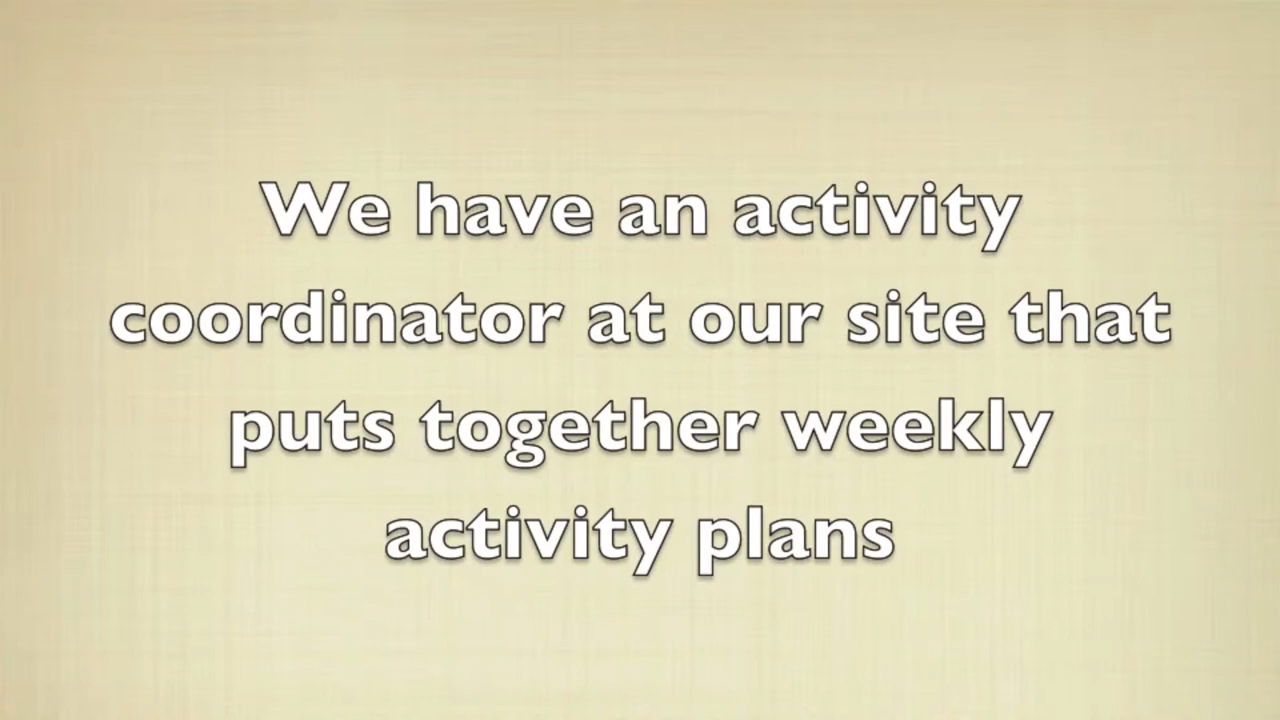 We have an activity
coordinator at our site that
puts together weekly
activity plans